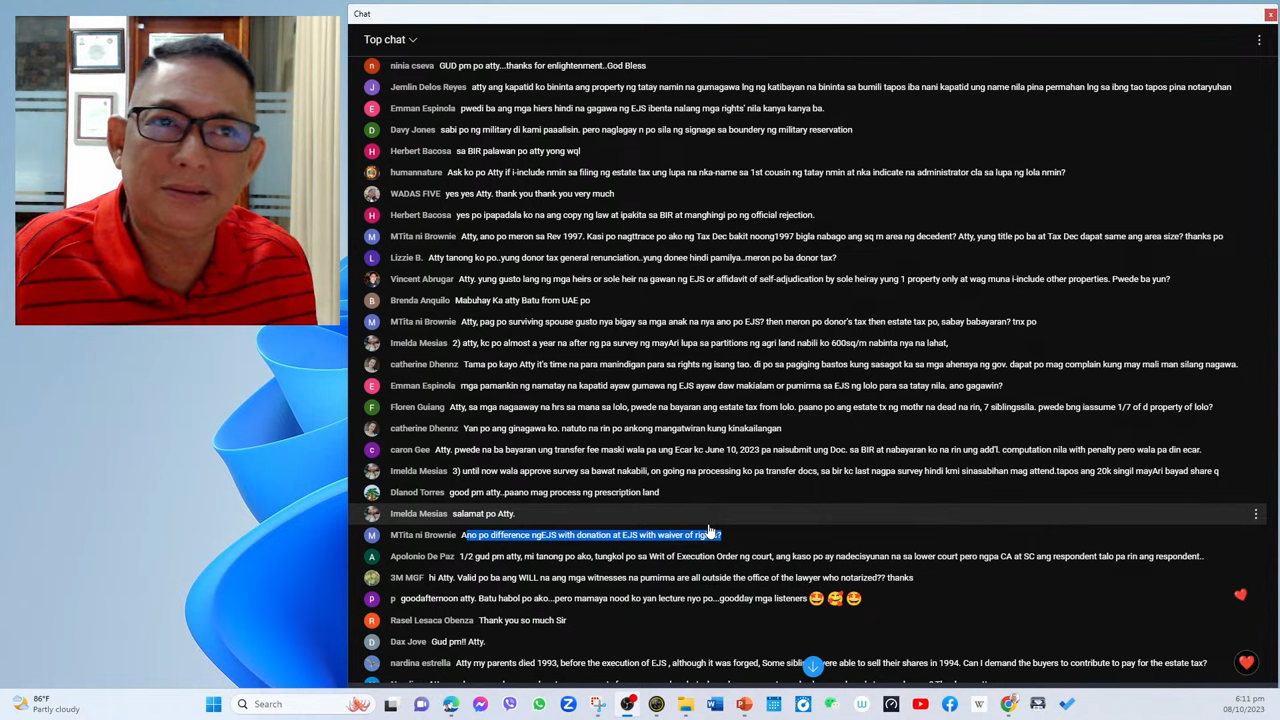 Chat
x
Top chat
ninia cseva GUD pm po atty...thanks for enlightenment..God Bless
Jemlin Delos Reyes atty ang kapatid ko bininta ang property ng tatay namin na gumagawa lng ng katibayan na bininta sa bumili tapos iba nani kapatid ung name nila pina permahan lng sa ibng tao tapos pina notaryuhan
Emman Espinola pwedi ba ang mga hiers hindi na gagawa ng EJS ibenta nalang mga rights' nila kanya kanya ba.
Davy Jones sabi po ng military di kami paaalisin. pero naglagay n po sila ng signage sa boundery ng military reservation
Herbert Bacosa sa BIR palawan po atty yong wql
humannature Ask ko po Atty if i-include nmin sa filing ng estate tax ung lupa na nka-name sa 1st cousin ng tatay nmin at nka indicate na administrator cla sa lupa ng lola nmin?
WADAS FIVE yes yes Atty. thank you thank you very much
Herbert Bacosa yes po ipapadala ko na ang copy ng law at ipakita sa BIR at manghingi po ng official rejection.
MTita ni Brownie Atty, ano po meron sa Rev 1997. Kasi po nagttrace po ako ng Tax Dec bakit noong1997 bigla nabago ang sq m area ng decedent? Atty, yung title po ba at Tax Dec dapat same ang area size? thanks po
Lizzie B. Atty tanong ko po..yung donor tax general renunciation..yung donee hindi pamilya..meron po ba donor tax?
Vincent Abrugar Atty. yung gusto lang ng mga heirs or sole heir na gawan ng EJS or affidavit of self-adjudication by sole heiray yung 1 property only at wag muna i-include other properties. Pwede ba yun?
Brenda Anquilo Mabuhay Ka atty Batu from UAE po
MTita ni Brownie Atty, pag po surviving spouse gusto nya bigay sa mga anak na nya ano po EJS? then meron po donor's tax then estate tax po, sabay babayaran? tnx po
Imelda Mesias 2) atty, kc po almost a year na after ng pa survey ng mayAri lupa sa partitions ng agri land nabili ko 600sq/m nabinta nya na lahat,
catherine Dhennz Tama po kayo Atty it's time na para manindigan para sa rights ng isang tao. di po sa pagiging bastos kung sasagot ka sa mga ahensya ng gov. dapat po mag complain kung may mali man silang nagawa.
Emman Espinola mga pamankin ng namatay na kapatid ayaw gumawa ng EJS ayaw daw makialam or pumirma sa EJS ng lolo para sa tatay nila. ano gagawin?
Floren Guiang Atty, sa mga nagaaway na hrs sa mana sa lolo, pwede na bayaran ang estate tax from lolo. paano po ang estate tx ng mothr na dead na rin, 7 siblingssila. pwede bng iassume 1/7 of d property of lolo?
catherine Dhennz Yan po ang ginagawa ko. natuto na rin po ankong mangatwiran kung kinakailangan
caron Gee Atty. pwede na ba bayaran ung transfer fee maski wala pa ung Ecar kc June 10, 2023 pa naisubmit ung Doc. sa BIR at nabayaran ko na rin ung add'l. computation nila with penalty pero wala pa din ecar.
Imelda Mesias 3) until now wala approve survey sa bawat nakabili, on going na processing ko pa transfer docs, sa bir kc last nagpa survey hindi kmi sinasabihan mag attend.tapos ang 20k singil mayAri bayad share q
Dlanod Torres good pm atty..paano mag process ng prescription land
Imelda Mesias salamat po Atty.
MTita ni Brownie Ano po difference ngEJS with donation at EJS with waiver of rights?
Apolonio De Paz 1/2 gud pm atty, mi tanong po ako, tungkol po sa Writ of Execution Order ng court, ang kaso po ay nadecisyunan na sa lower court pero ngpa CA at SC ang respondent talo pa rin ang respondent..
3M MGF hi Atty. Valid po ba ang WILL na ang mga witnesses na pumirma are all outside the office of the lawyer who notarized?? thanks
p goodafternoon atty. Batu habol po ako...pero mamaya nood ko yan lecture nyo po...goodday mga listeners 🤩🥰🤩
Rasel Lesaca Obenza Thank you so much Sir
Dax Jove Gud pm!! Atty.
nardina estrella Atty my parents died 1993, before the execution of EJS , although it was forged, Some were able to sell their shares in 1994. Can I demand the buyers to contribute to pay for the estate tax?
86°F
Partly cloudy
Search
6:11 pm
08/10/2023